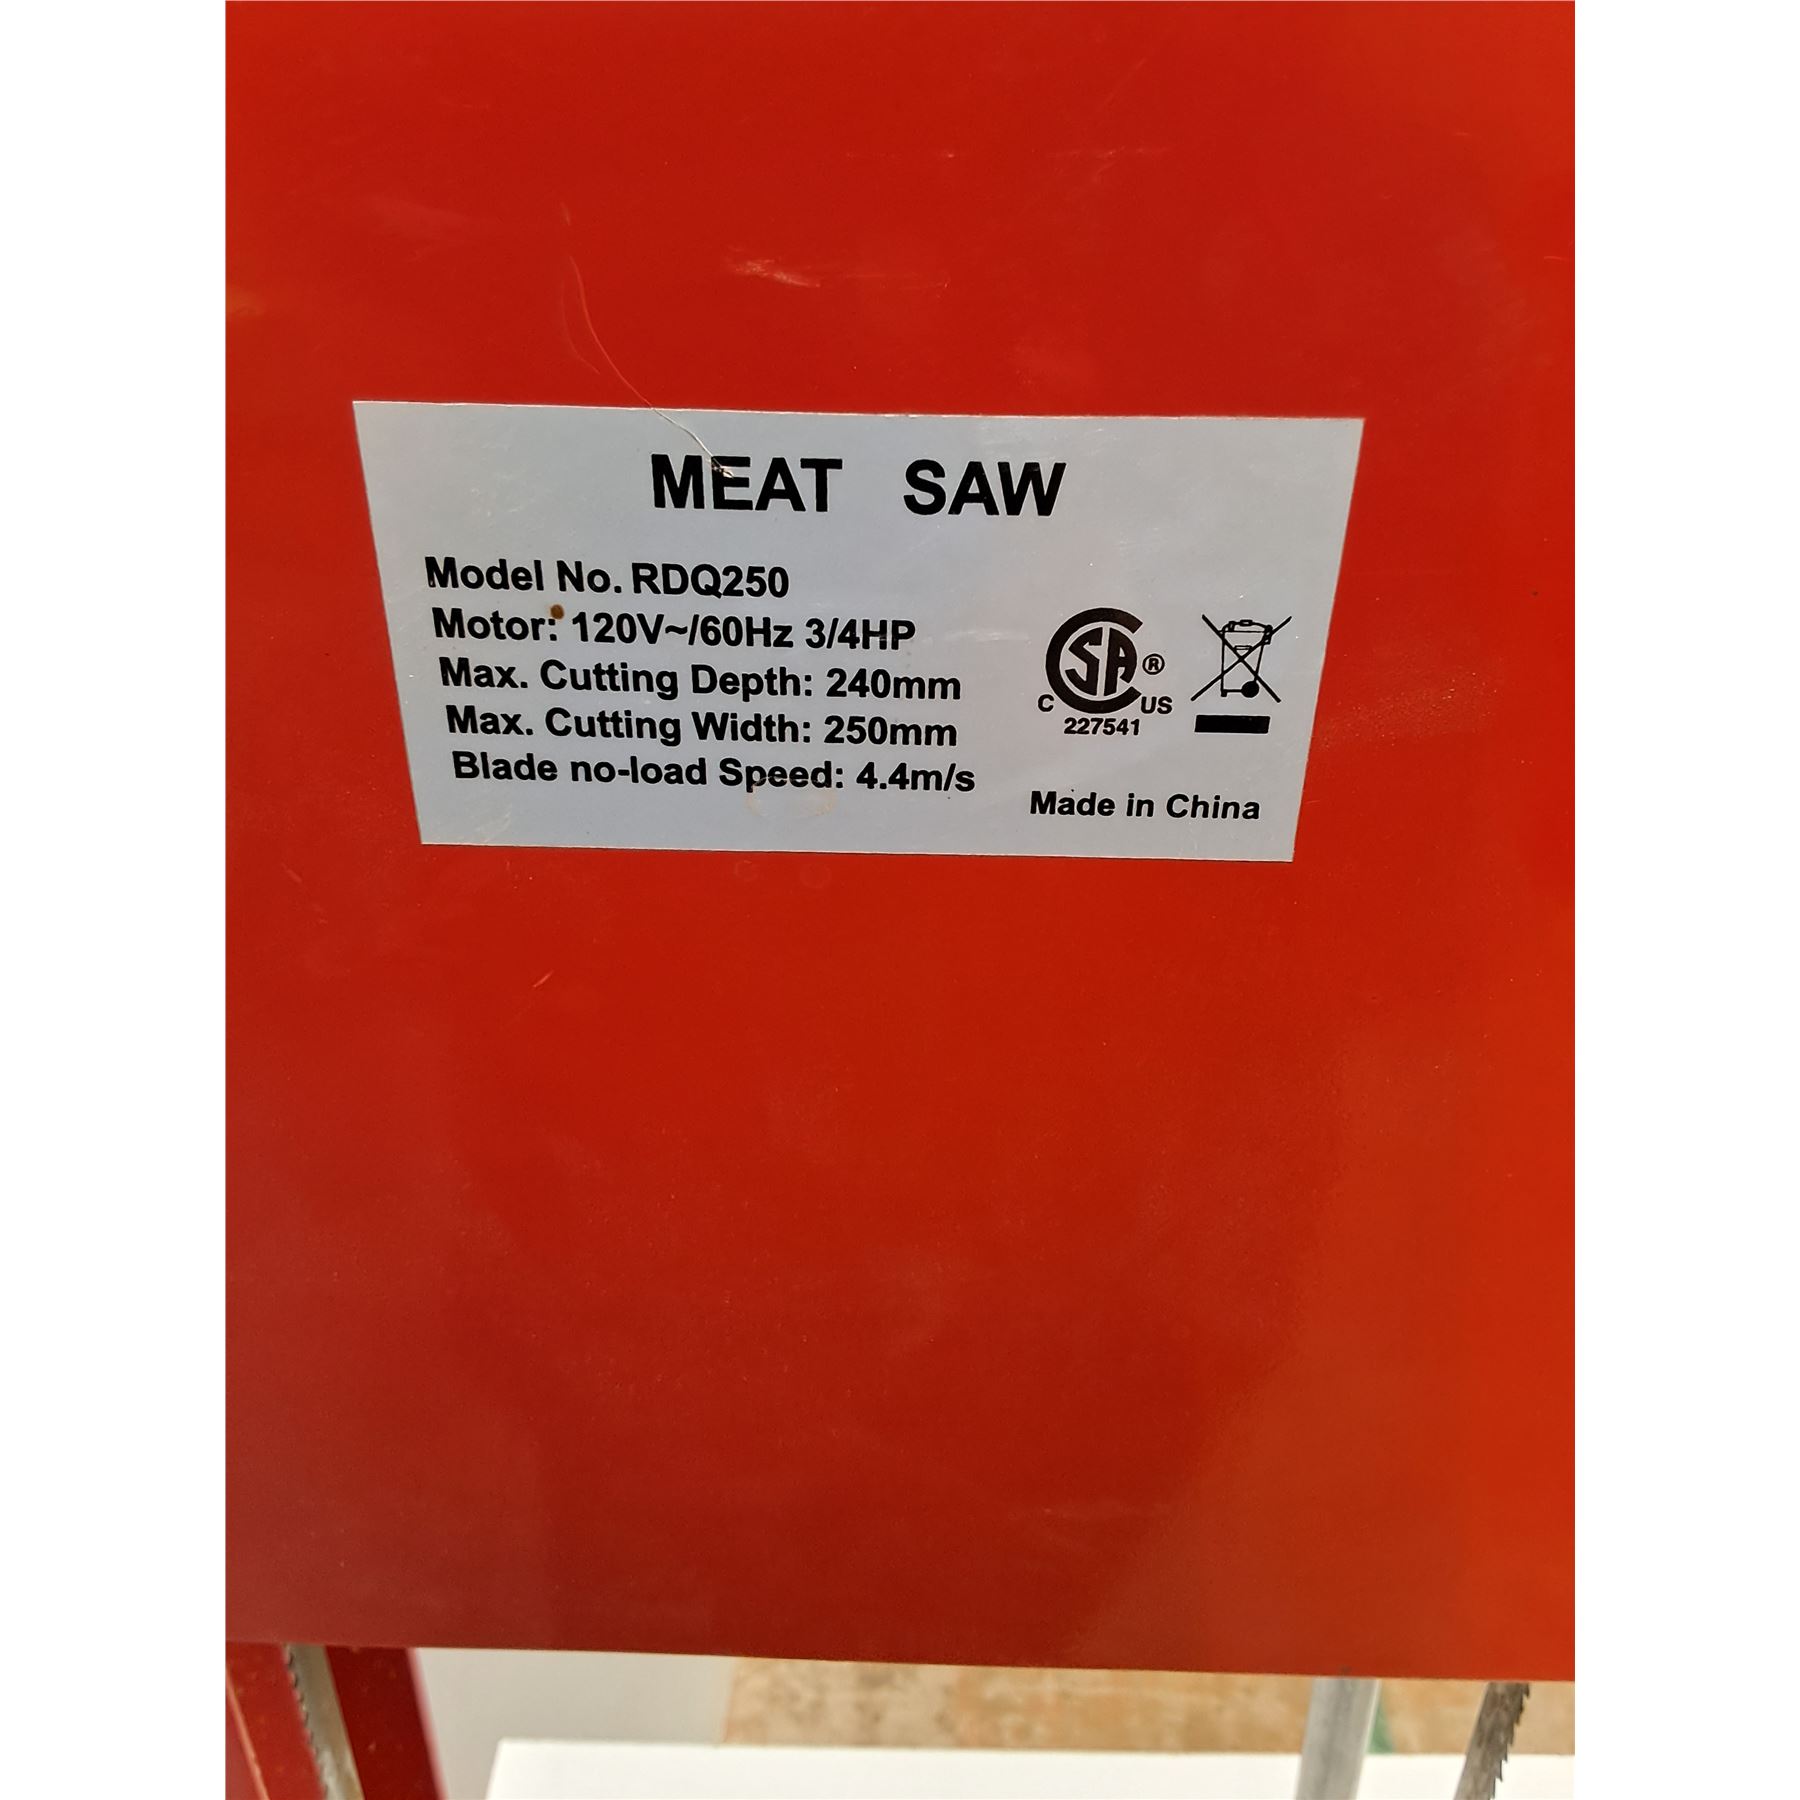 MEAT SAW
Model No. RDQ250
Motor: 120V~/60Hz 3/4HP
Max. Cutting Depth: 240mm
Max. Cutting Width: 250mm
Blade no-load Speed: 4.4m/s
CSA®
C US
227541
Made in China